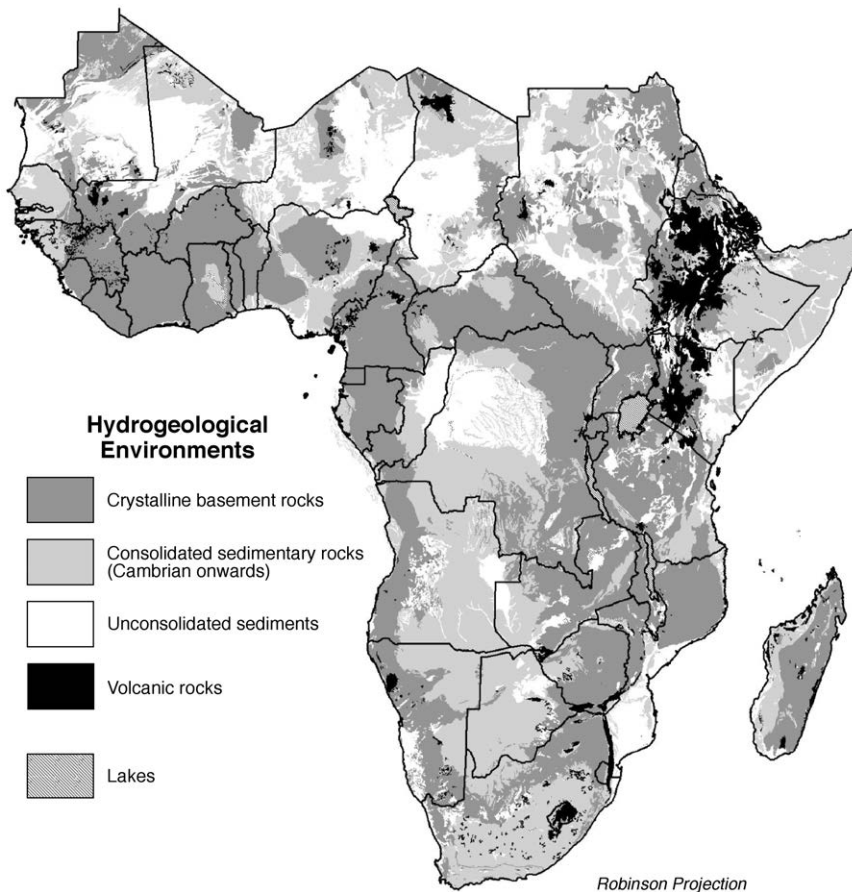 Hydrogeological
Environments
Crystalline basement rocks
Consolidated sedimentary rocks
(Cambrian onwards)
Unconsolidated sediments
Volcanic rocks
Lakes
Robinson Projection